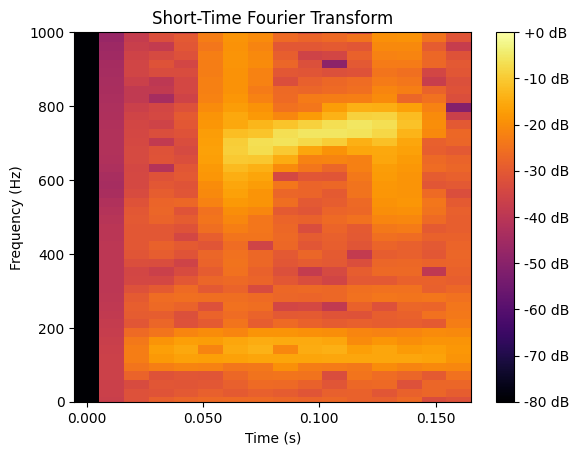 Short-Time Fourier Transform
1000
800
600
400
200
0
Frequency (Hz)
0.000
0.050
0.100
0.150
Time (s)
+0 dB
-10 dB
-20 dB
-30 dB
-40 dB
-50 dB
-60 dB
-70 dB
-80 dB